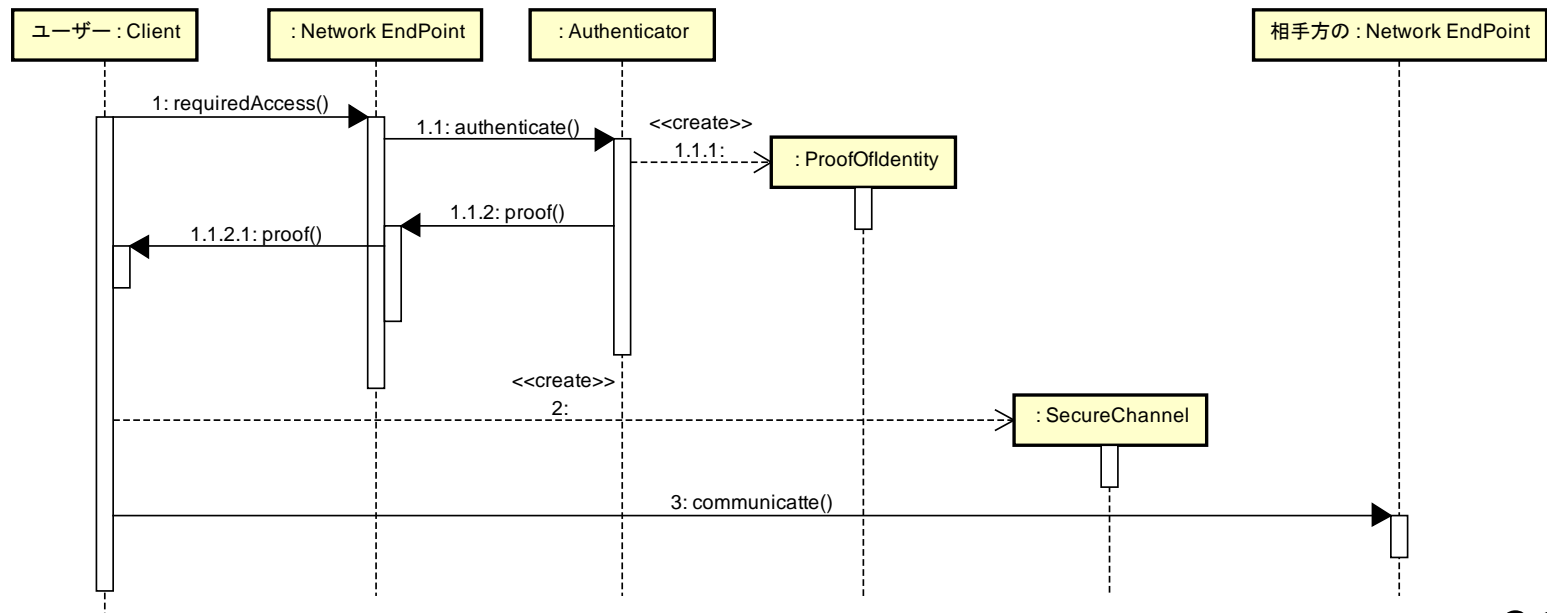 ユーザー : Client
: Network EndPoint
: Authenticator
相手方の : Network EndPoint
1: requiredAccess()
1.1: authenticate()
<<create>>
1.1.1:
: ProofOfIdentity
1.1.2: proof()
1.1.2.1: proof()
<<create>>
2:
: SecureChannel
3: communicatte()